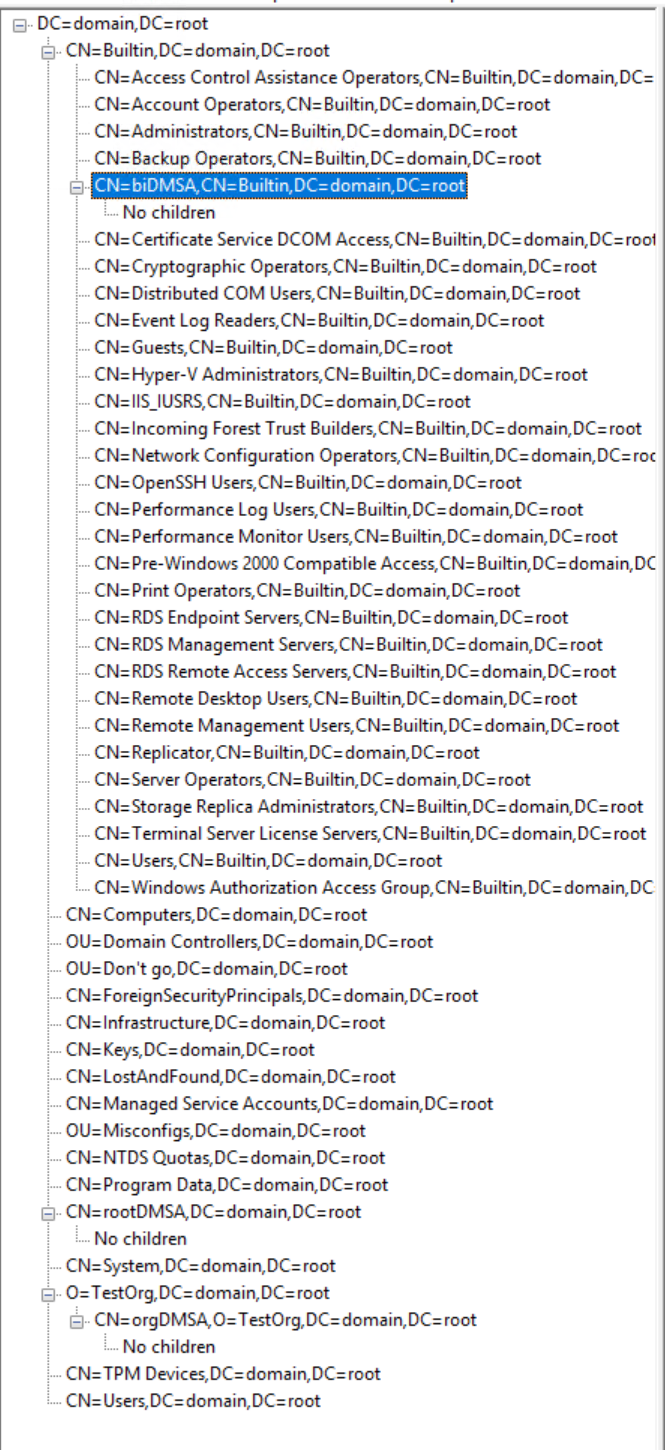 DC=domain,DC=root
CN=Builtin,DC=domain,DC=root
CN=Access Control Assistance Operators,CN=Builtin,DC=domain,DC=
CN=Account Operators,CN=Builtin,DC=domain,DC=root
CN=Administrators,CN=Builtin,DC=domain,DC=root
CN=Backup Operators,CN=Builtin,DC=domain,DC=root
CN=biDMSA,CN=Builtin,DC=domain,DC=root
No children
CN=Certificate Service DCOM Access,CN=Builtin,DC=domain,DC=root
CN=Cryptographic Operators,CN=Builtin,DC=domain,DC=root
CN=Distributed COM Users,CN=Builtin,DC=domain,DC=root
CN=Event Log Readers,CN=Builtin,DC=domain,DC=root
CN=Guests,CN=Builtin,DC=domain,DC=root
CN=Hyper-V Administrators,CN=Builtin,DC=domain,DC=root
CN=IIS_IUSRS,CN=Builtin,DC=domain,DC=root
CN=Incoming Forest Trust Builders,CN=Builtin,DC=domain,DC=root
CN=Network Configuration Operators,CN=Builtin,DC=domain,DC=roo
CN=OpenSSH Users,CN=Builtin,DC=domain,DC=root
CN=Performance Log Users,CN=Builtin,DC=domain,DC=root
CN=Performance Monitor Users,CN=Builtin,DC=domain,DC=root
CN=Pre-Windows 2000 Compatible Access,CN=Builtin,DC=domain,DC
CN=Print Operators,CN=Builtin,DC=domain,DC=root
CN=RDS Endpoint Servers,CN=Builtin,DC=domain,DC=root
CN=RDS Management Servers,CN=Builtin,DC=domain,DC=root
CN=RDS Remote Access Servers,CN=Builtin,DC=domain,DC=root
CN=Remote Desktop Users,CN=Builtin,DC=domain,DC=root
CN=Remote Management Users,CN=Builtin,DC=domain,DC=root
CN=Replicator,CN=Builtin,DC=domain,DC=root
CN=Server Operators,CN=Builtin,DC=domain,DC=root
CN=Storage Replica Administrators,CN=Builtin,DC=domain,DC=root
CN=Terminal Server License Servers,CN=Builtin,DC=domain,DC=root
CN=Users,CN=Builtin,DC=domain,DC=root
CN=Windows Authorization Access Group,CN=Builtin,DC=domain,DC
CN=Computers,DC=domain,DC=root
OU=Domain Controllers,DC=domain,DC=root
OU=Don't go,DC=domain,DC=root
CN=ForeignSecurityPrincipals,DC=domain,DC=root
CN=Infrastructure,DC=domain,DC=root
CN=Keys,DC=domain,DC=root
CN=LostAndFound,DC=domain,DC=root
CN=Managed Service Accounts,DC=domain,DC=root
OU=Misconfigs,DC=domain,DC=root
CN=NTDS Quotas,DC=domain,DC=root
CN=Program Data,DC=domain,DC=root
CN=rootDMSA,DC=domain,DC=root
No children
CN=System,DC=domain,DC=root
O=TestOrg,DC=domain,DC=root
CN=orgDMSA,O=TestOrg,DC=domain,DC=root
No children
CN=TPM Devices,DC=domain,DC=root
CN=Users,DC=domain,DC=root